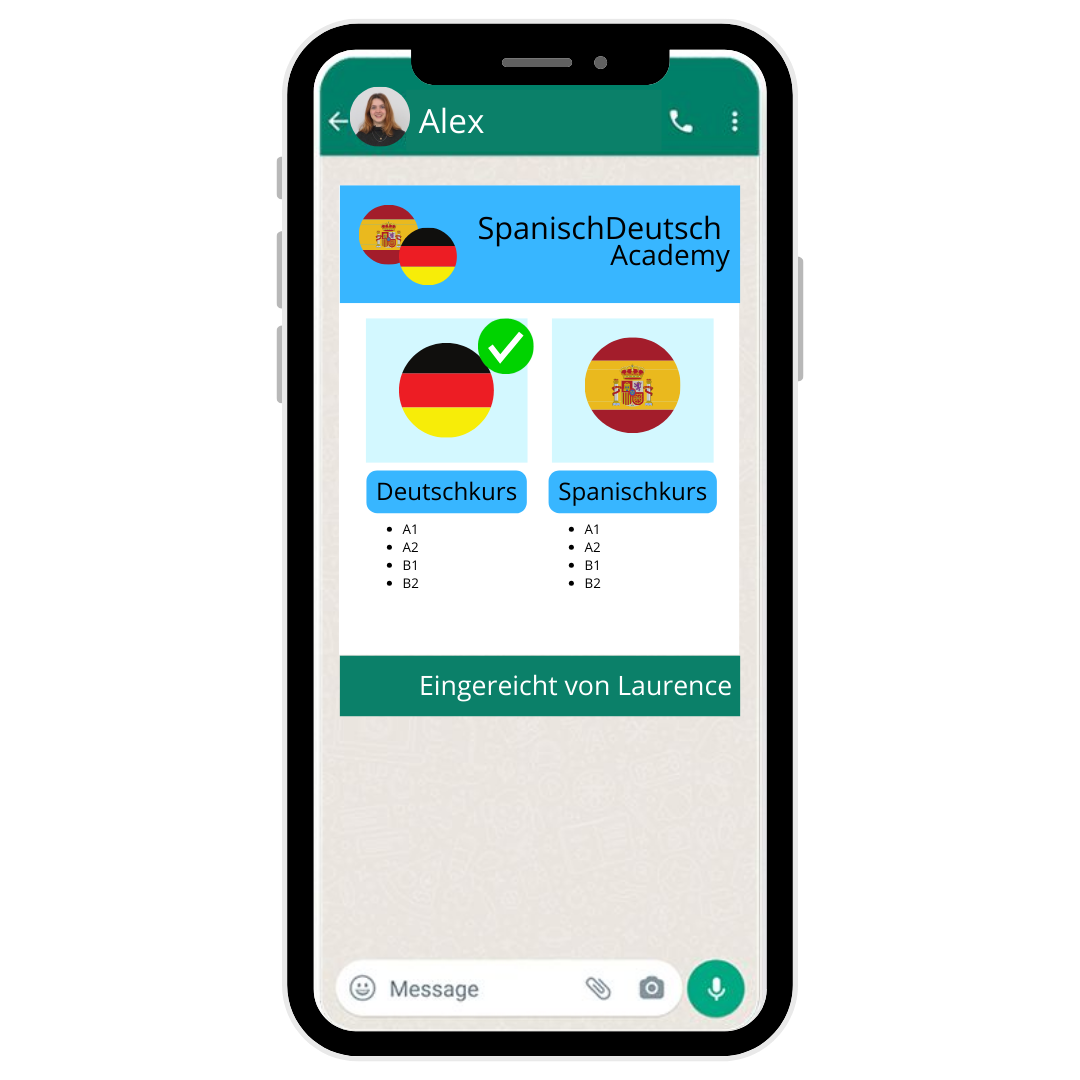 Alex
SpanischDeutsch
Academy
Deutschkurs
• A1
• A2
• B1
• B2
Spanischkurs
• A1
• A2
• B1
• B2
Eingereicht von Laurence
Message